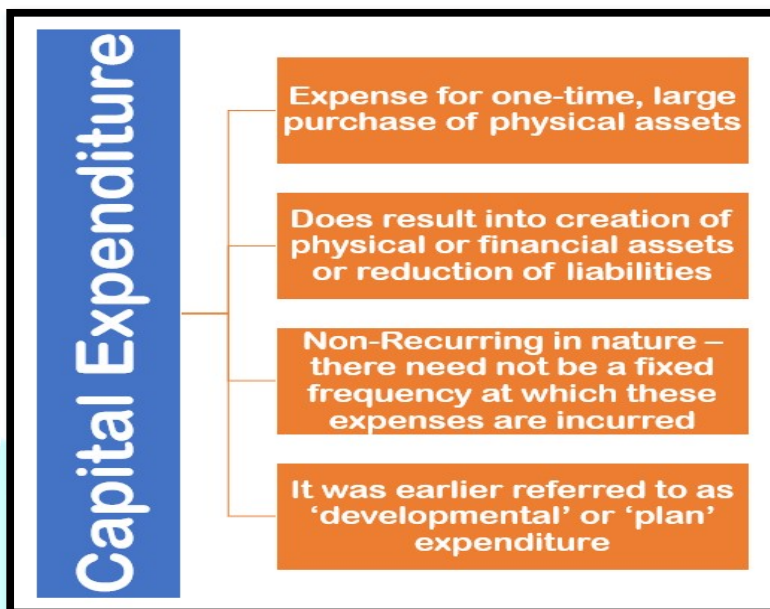 Capital Expenditure
Expense for one-time, large
purchase of physical assets
Does result into creation of
physical or financial assets
or reduction of liabilities
Non-Recurring in nature –
there need not be a fixed
frequency at which these
expenses are incurred
It was earlier referred to as
‘developmental’ or ‘plan’
expenditure